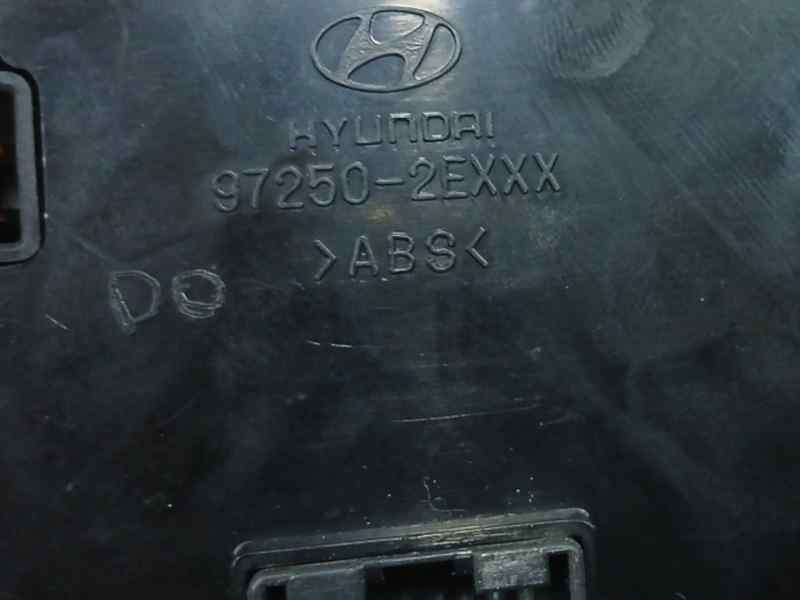 HYUNDAI
97250-2EXXX
>ABS<
DO